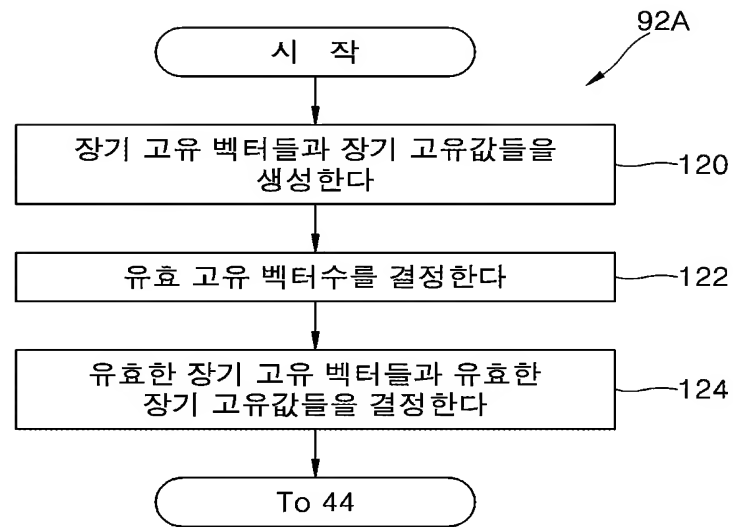 92A
시 작
장기 고유 벡터들과 장기 고유값들을
생성한다
120
유효 고유 벡터수를 결정한다
122
유효한 장기 고유 벡터들과 유효한
장기 고유값들을 결정한다
124
To 44